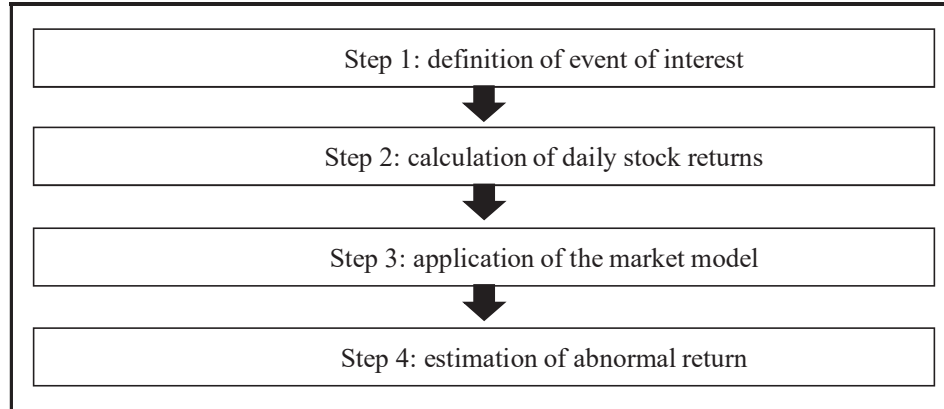 Step 1: definition of event of interest
Step 2: calculation of daily stock returns
Step 3: application of the market model
Step 4: estimation of abnormal return